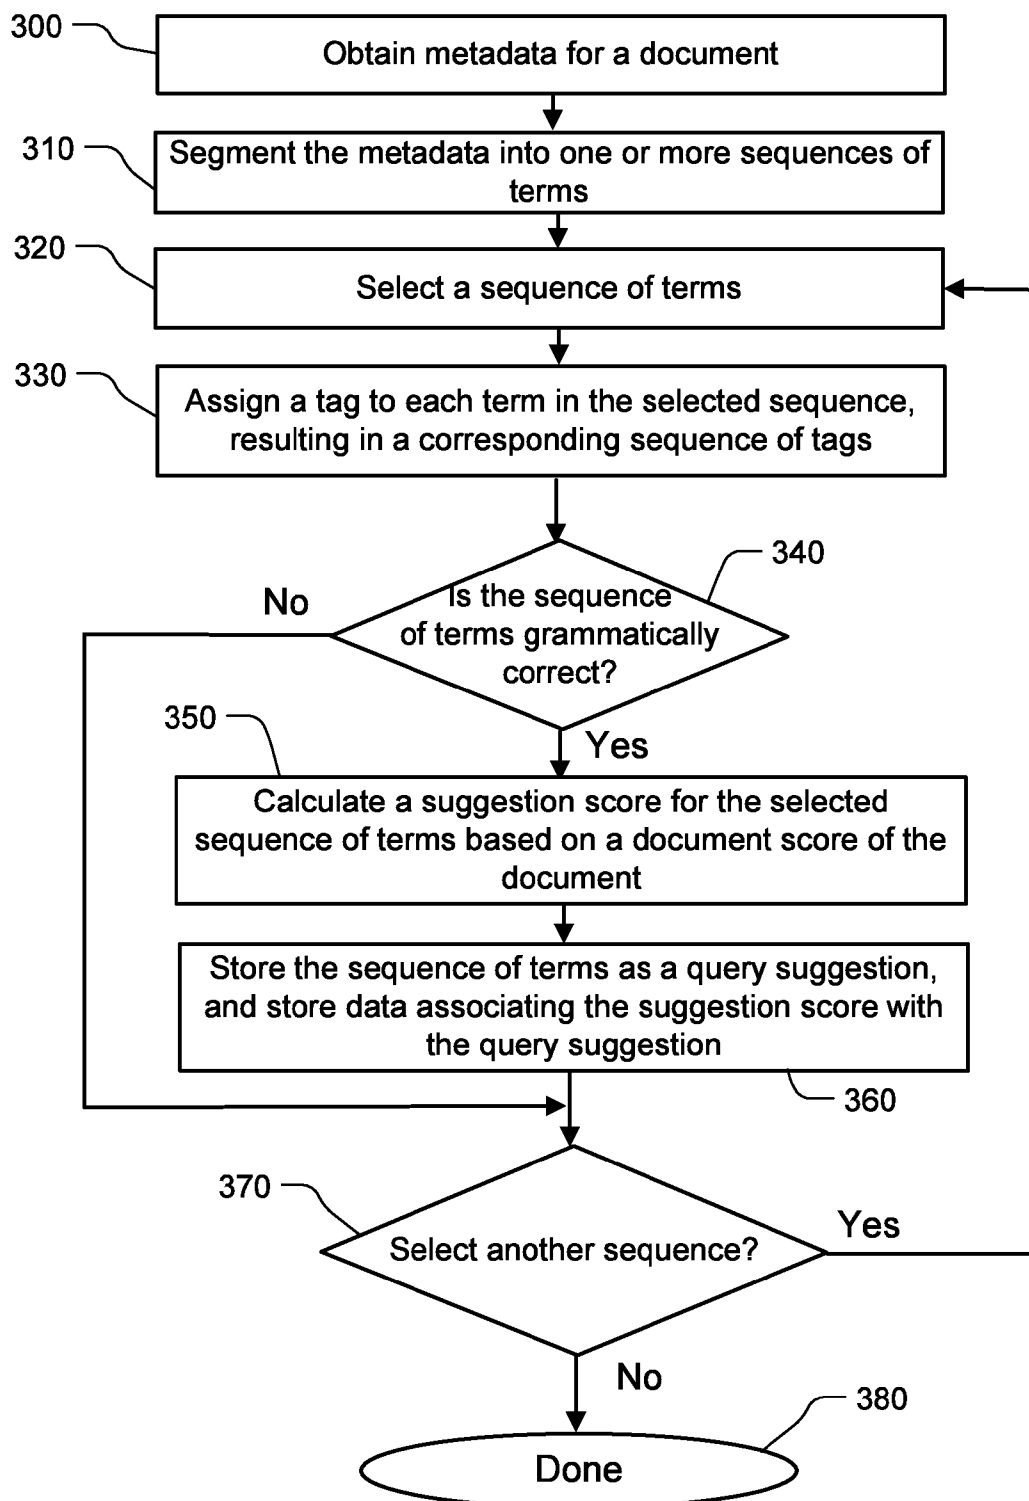 300
Obtain metadata for a document
310
Segment the metadata into one or more sequences of
terms
320
Select a sequence of terms
330
Assign a tag to each term in the selected sequence,
resulting in a corresponding sequence of tags
340
No
Is the sequence
of terms grammatically
correct?
350
Yes
Calculate a suggestion score for the selected
sequence of terms based on a document score of the
document
Store the sequence of terms as a query suggestion,
and store data associating the suggestion score with
the query suggestion
360
370
Yes
Select another sequence?
No
380
Done